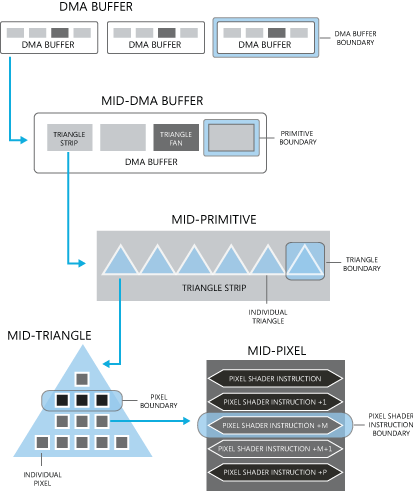 DMA BUFFER
DMA BUFFER
DMA BUFFER
DMA BUFFER
DMA BUFFER
BOUNDARY
MID-DMA BUFFER
TRIANGLE
STRIP
TRIANGLE
FAN
PRIMITIVE
BOUNDARY
DMA BUFFER
MID-PRIMITIVE
TRIANGLE
BOUNDARY
TRIANGLE STRIP
INDIVIDUAL
TRIANGLE
MID-TRIANGLE
PIXEL
BOUNDARY
INDIVIDUAL
PIXEL
MID-PIXEL
PIXEL SHADER INSTRUCTION
PIXEL SHADER INSTRUCTION +1
PIXEL SHADER INSTRUCTION +M
PIXEL SHADER INSTRUCTION +M+1
PIXEL SHADER INSTRUCTION +P
PIXEL SHADER
INSTRUCTION
BOUNDARY